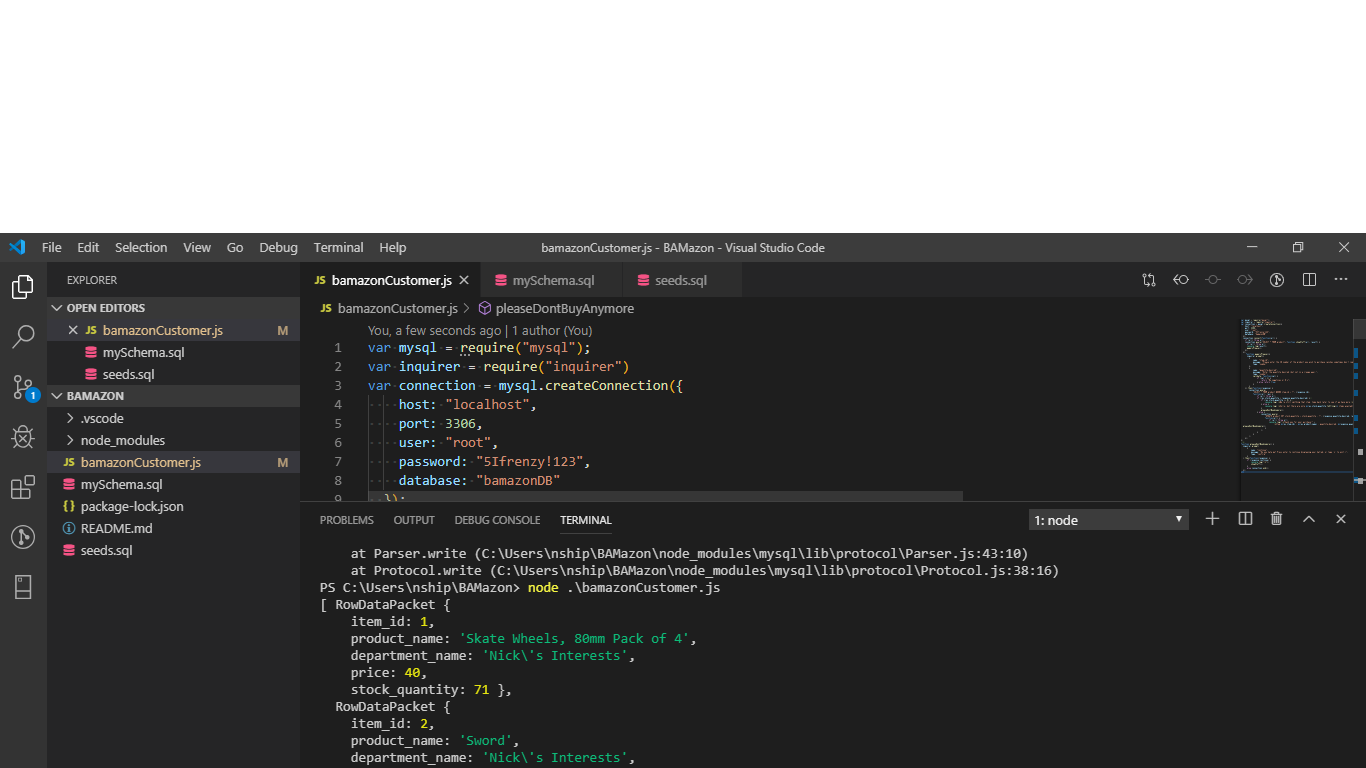 File Edit Selection View Go Debug Terminal Help
bamazonCustomer.js - BAMazon - Visual Studio Code
EXPLORER
OPEN EDITORS
JS bamazonCustomer.js M
mySchema.sql
seeds.sql
BAMAZON
.vscode
node_modules
JS bamazonCustomer.js M
mySchema.sql
{} package-lock.json
README.md
seeds.sql
1
JS bamazonCustomer.js
mySchema.sql
seeds.sql
JS bamazonCustomer.js > pleaseDontBuyAnymore
You, a few seconds ago | 1 author (You)
1 var mysql = require("mysql");
2 var inquirer = require("inquirer")
3 var connection = mysql.createConnection({
4 host: "localhost",
5 port: 3306,
6 user: "root",
7 password: "5Ifrenzy!123",
8 database: "bamazonDB"
9 });
PROBLEMS OUTPUT DEBUG CONSOLE TERMINAL
1: node
at Parser.write (C:\Users\nship\BAMazon\node_modules\mysql\lib\protocol\Parser.js:43:10)
at Protocol.write (C:\Users\nship\BAMazon\node_modules\mysql\lib\protocol\Protocol.js:38:16)
PS C:\Users\nship\BAMazon> node .\bamazonCustomer.js
[ RowDataPacket {
item_id: 1,
product_name: 'Skate Wheels, 80mm Pack of 4',
department_name: 'Nick\'s Interests',
price: 40,
stock_quantity: 71 },
RowDataPacket {
item_id: 2,
product_name: 'Sword',
department_name: 'Nick\'s Interests',